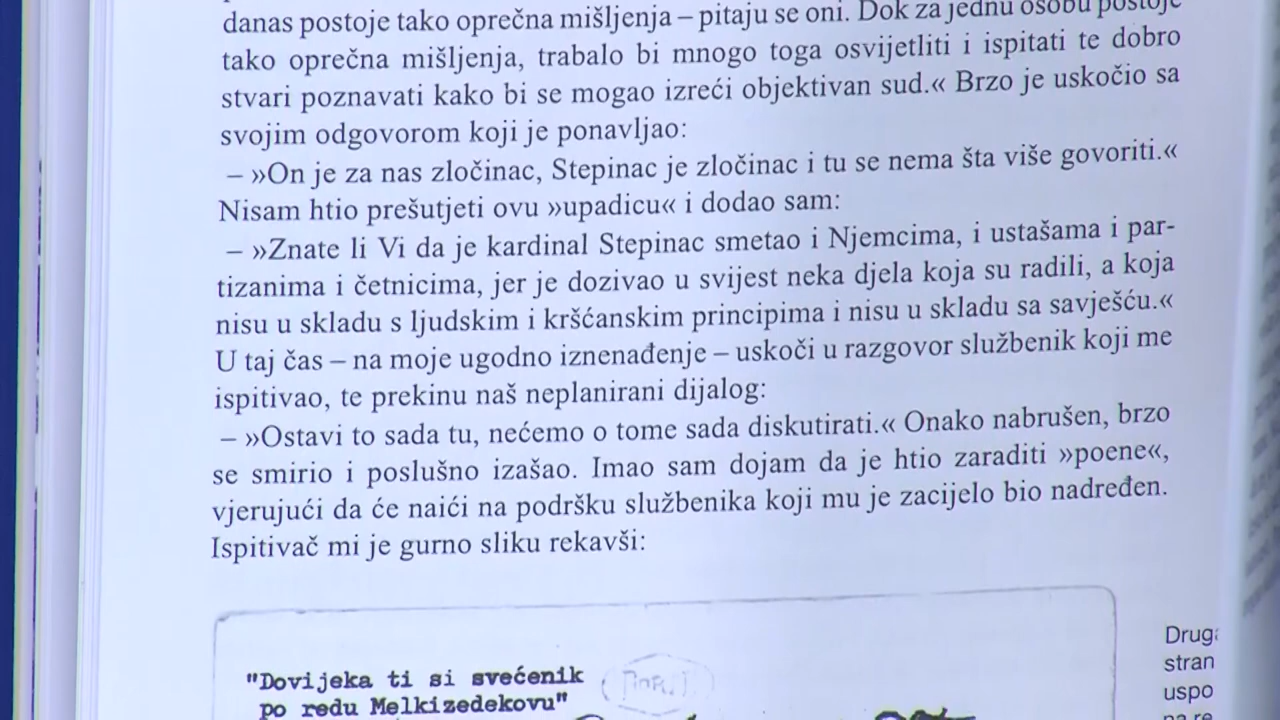 danas postoje tako oprečna mišljenja – pitaju se oni. Dok za jednu osobu postoje
tako oprečna mišljenja, trabalo bi mnogo toga osvijetliti i ispitati te dobro
stvari poznavati kako bi se mogao izreći objektivan sud.« Brzo je uskočio sa
svojim odgovorom koji je ponavljao:
– »On je za nas zločinac, Stepinac je zločinac i tu se nema šta više govoriti.«
Nisam htio prešutjeti ovu »upadicu« i dodao sam:
– »Znate li Vi da je kardinal Stepinac smetao i Njemcima, i ustašama i par-
tizanima i četnicima, jer je dozivao u svijest neka djela koja su radili, a koja
nisu u skladu s ljudskim i kršćanskim principima i nisu u skladu sa savješću.«
U taj čas – na moje ugodno iznenađenje – uskoči u razgovor službenik koji me
ispitivao, te prekinu naš neplanirani dijalog:
– »Ostavi to sada tu, nećemo o tome sada diskutirati.« Onako nabrušen, brzo
se smirio i poslušno izašao. Imao sam dojam da je htio zaraditi »poene«,
vjerujući da će naići na podršku službenika koji mu je zacijelo bio nadređen.
Ispitivač mi je gurno sliku rekavši:
"Dovijeka ti si svećenik
po redu Melkizedekovu"
Drug
stran
uspo